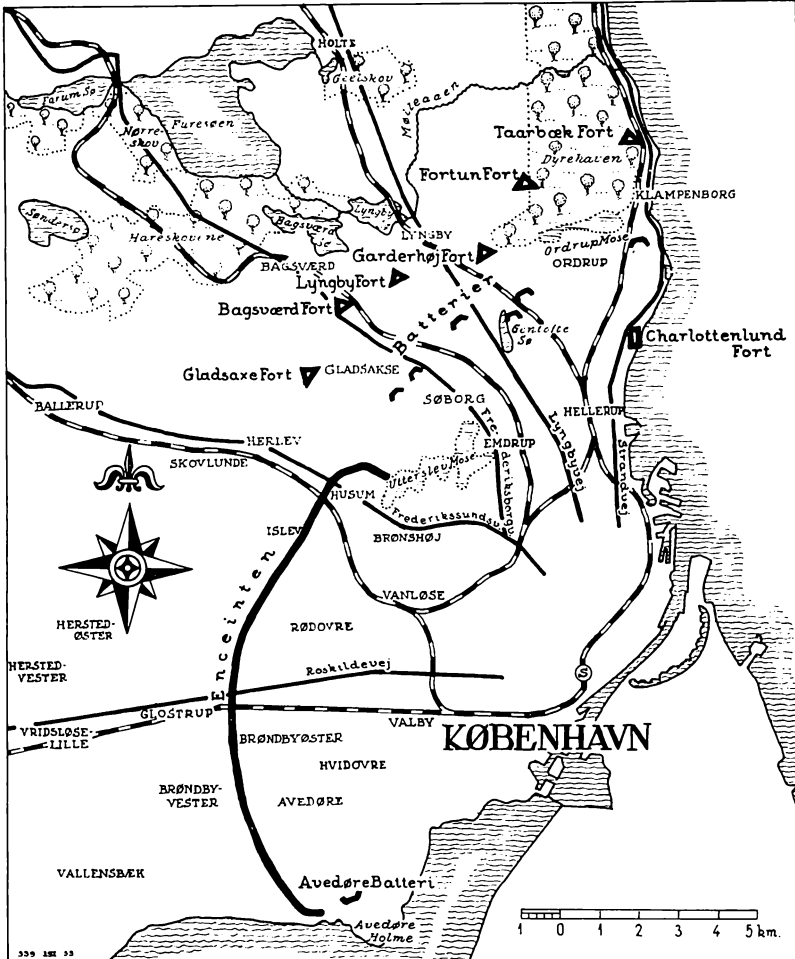 HOLTE
Geelskov
Farum Sø
Mølleaaen
Nørre-
skov
Furesøen
Taarbæk Fort
Dyrehaven
Fortun Fort
KLAMPENBORG
Lyngby
Bagsværd
Sø
Hareskovene
LYNGBY
Ordrup Mose
ORDRUP
Garderhøj Fort
BAGSVÆRD
Lyngby Fort
Bagsværd Fort
Batterier
Gentofte
Sø
Charlottenlund
Fort
Gladsaxe Fort
GLADSAKSE
SØBORG
BALLERUP
HELLERUP
HERLEV
EMDRUP
Frederiksborgv.
Lyngbyvej
Strandvej
SKOVLUNDE
Utterslev Mose
HUSUM
Frederikssundsv.
ISLEV
BRØNSHØJ
Enceinten
VANLØSE
HERSTED-
ØSTER
RØDOVRE
HERSTED-
VESTER
Roskildevej
S
GLOSTRUP
VALBY
VRIDSLØSE-
LILLE
KØBENHAVN
BRØNDBYØSTER
HVIDOVRE
BRØNDBY-
VESTER
AVEDØRE
VALLENSBÆK
Avedøre Batteri
Avedøre
Holme
1 0 1 2 3 4 5 km.